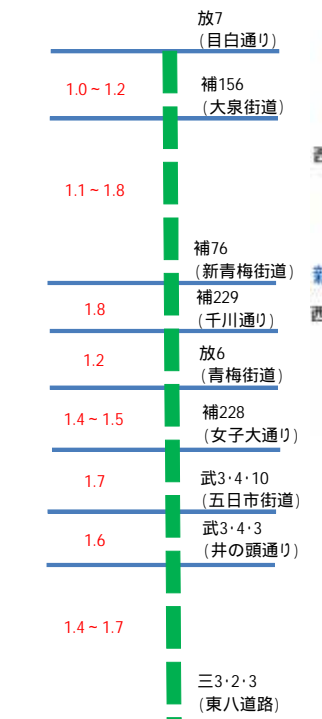 放7
(目白通り)
1.0 ~ 1.2
補156
(大泉街道)
1.1 ~ 1.8
補76
(新青梅街道)
1.8
補229
(千川通り)
1.2
放6
(青梅街道)
1.4 ~ 1.5
補228
(女子大通り)
1.7
武3･4･10
(五日市街道)
1.6
武3･4･3
(井の頭通り)
1.4 ~ 1.7
三3･2･3
(東八道路)